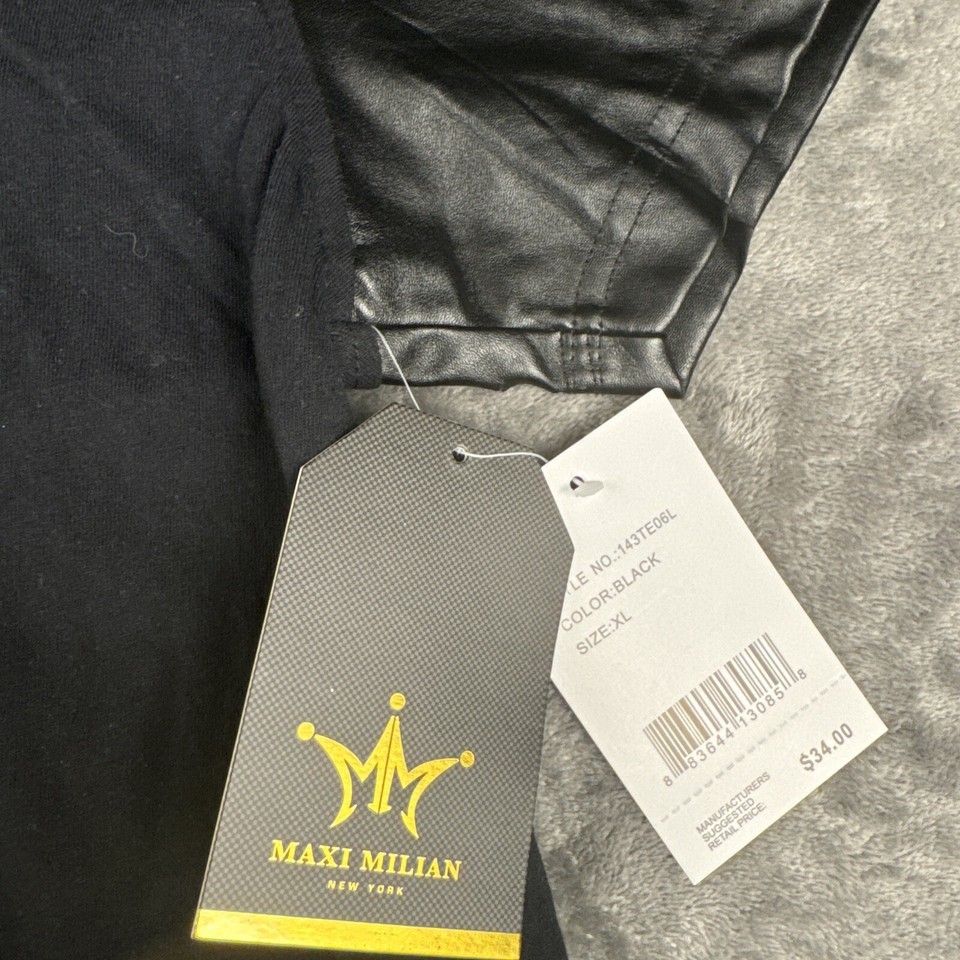 MAXI MILIAN
NEW YORK
LE NO.:143TE06L
COLOR:BLACK
SIZE:XL
8 83644 13085 8
MANUFACTURERS
SUGGESTED
RETAIL PRICE:
$34.00